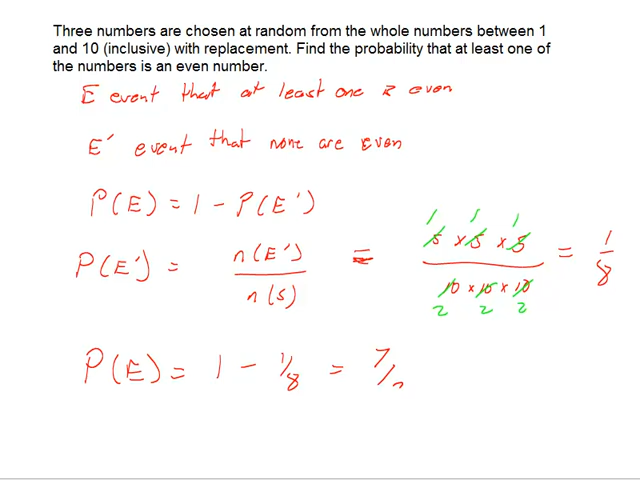 Three numbers are chosen at random from the whole numbers between 1
and 10 (inclusive) with replacement. Find the probability that at least one of
the numbers is an even number.
E event that at least one is even
E' event that none are even
P(E) = 1 - P(E')
P(E') = n(E')/n(s) = 5 × 5 × 5 / 10 × 10 × 10 = 1/8
1 1 1
2 2 2
P(E) = 1 - 1/8 = 7/